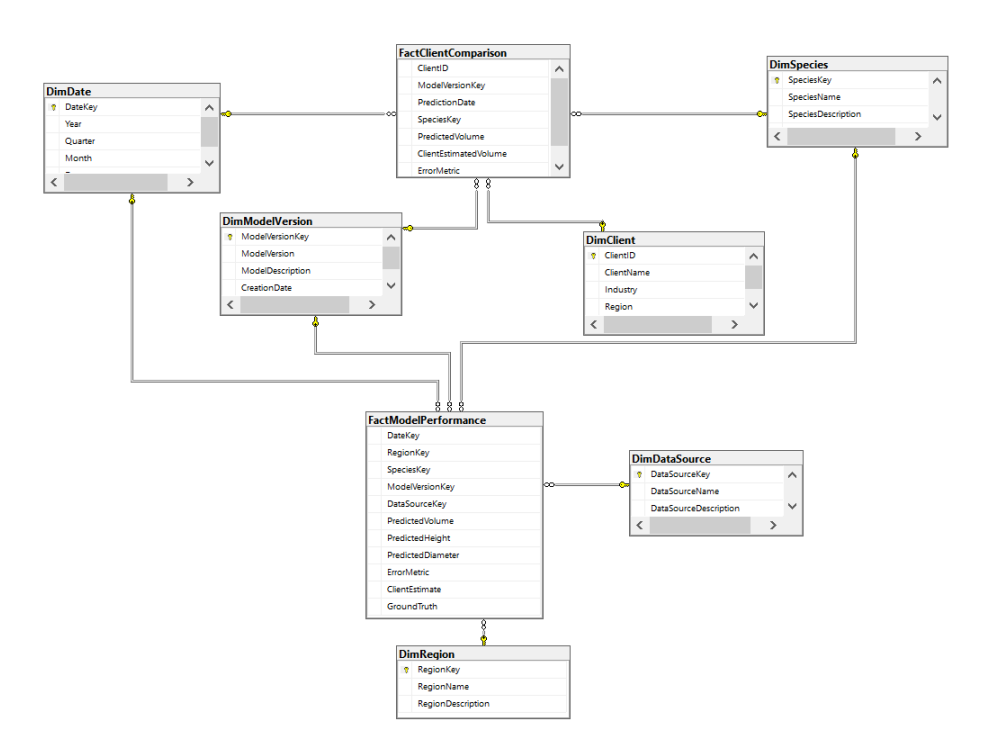 FactClientComparison
ClientID
ModelVersionKey
PredictionDate
SpeciesKey
PredictedVolume
ClientEstimatedVolume
ErrorMetric
DimSpecies
SpeciesKey
SpeciesName
SpeciesDescription
DimDate
DateKey
Year
Quarter
Month
DimModelVersion
ModelVersionKey
ModelVersion
ModelDescription
CreationDate
DimClient
ClientID
ClientName
Industry
Region
FactModelPerformance
DateKey
RegionKey
SpeciesKey
ModelVersionKey
DataSourceKey
PredictedVolume
PredictedHeight
PredictedDiameter
ErrorMetric
ClientEstimate
GroundTruth
DimDataSource
DataSourceKey
DataSourceName
DataSourceDescription
DimRegion
RegionKey
RegionName
RegionDescription